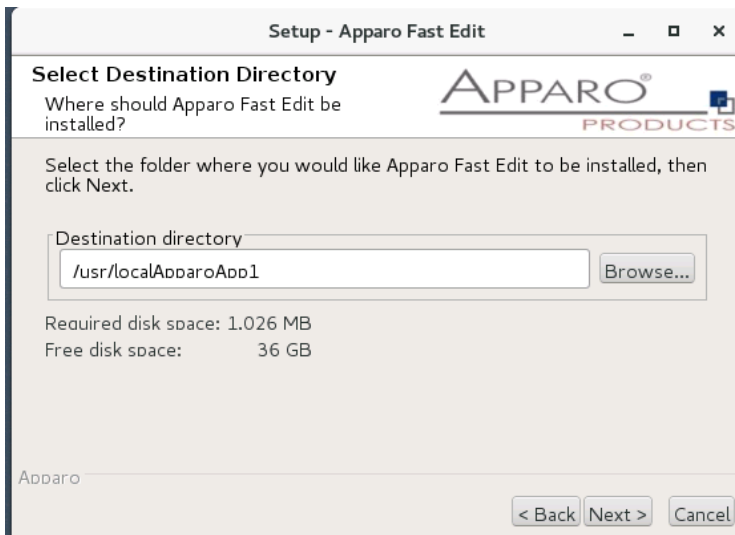 Setup - Apparo Fast Edit
Select Destination Directory
Where should Apparo Fast Edit be
installed?
APPARO®
PRODUCTS
Select the folder where you would like Apparo Fast Edit to be installed, then
click Next.
Destination directory
/usr/localApparoApp1
Browse...
Required disk space: 1.026 MB
Free disk space: 36 GB
Apparo
< Back Next > Cancel